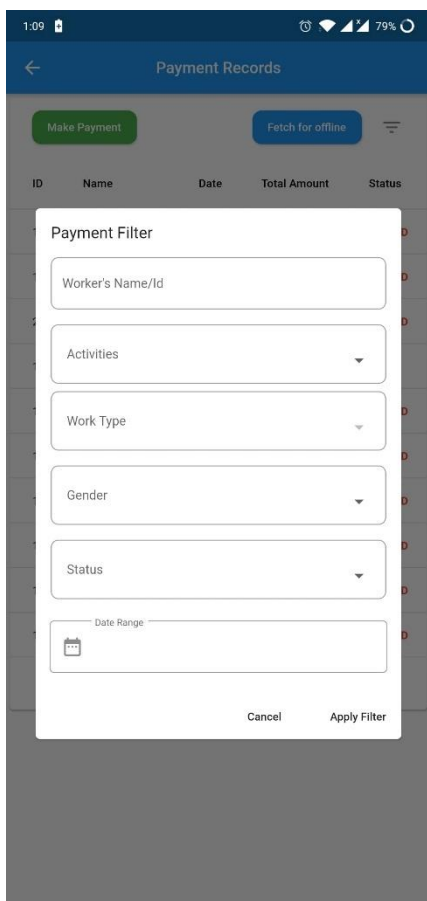 1:09 79%
Payment Records
Make Payment Fetch for offline
ID Name Date Total Amount Status
Payment Filter
Worker's Name/Id
Activities
Work Type
Gender
Status
Date Range
Cancel Apply Filter